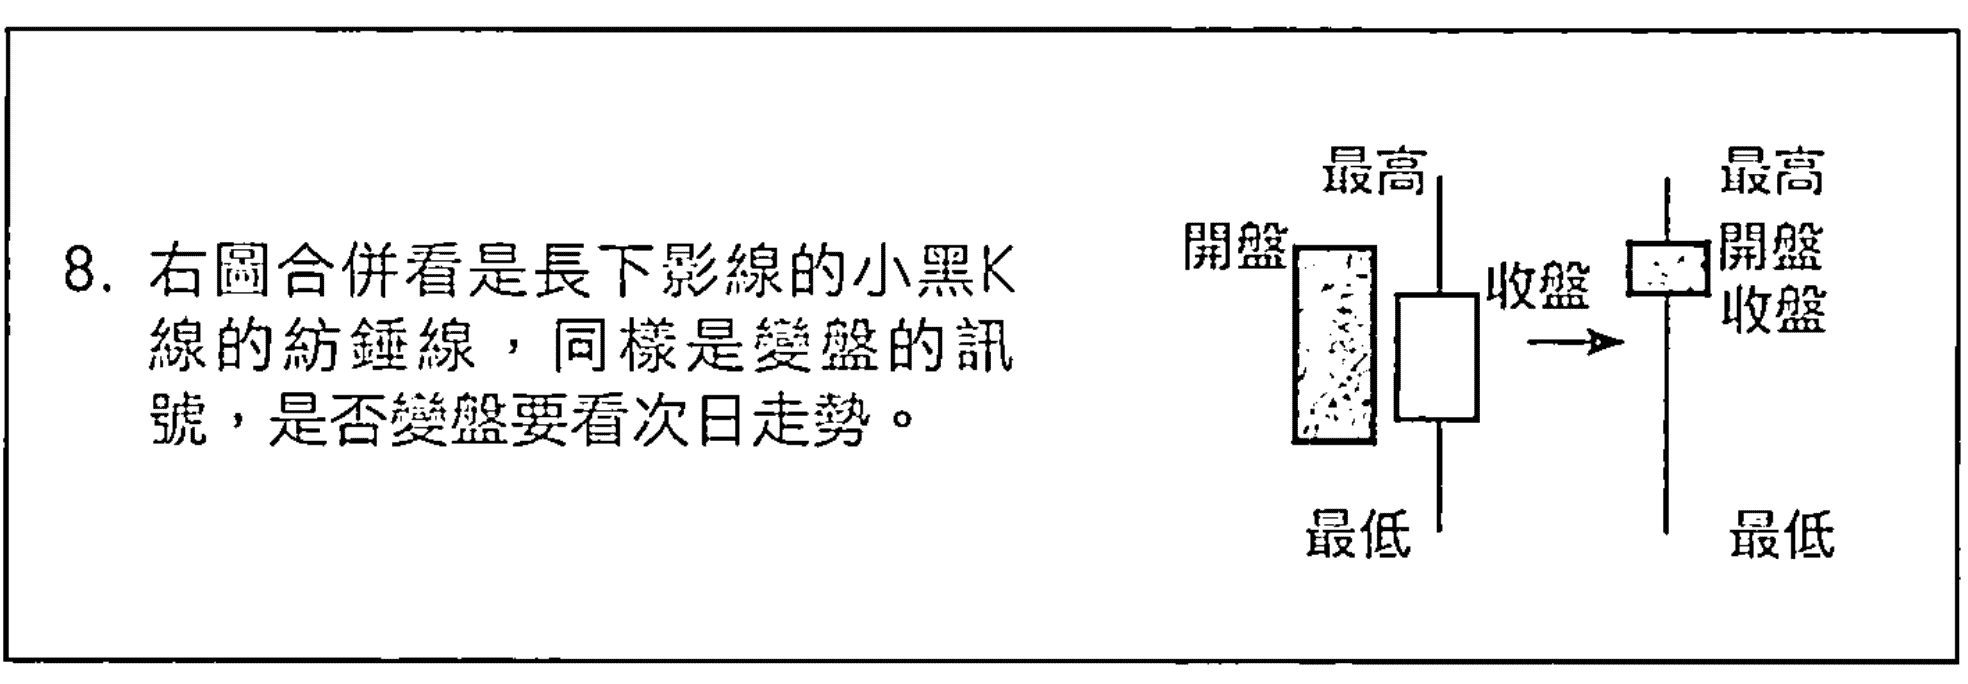 8. 右圖合併看是長下影線的小黑K
線的紡錘線，同樣是變盤的訊
號，是否變盤要看次日走勢。
最高
開盤
收盤
最低
最高
開盤
收盤
最低